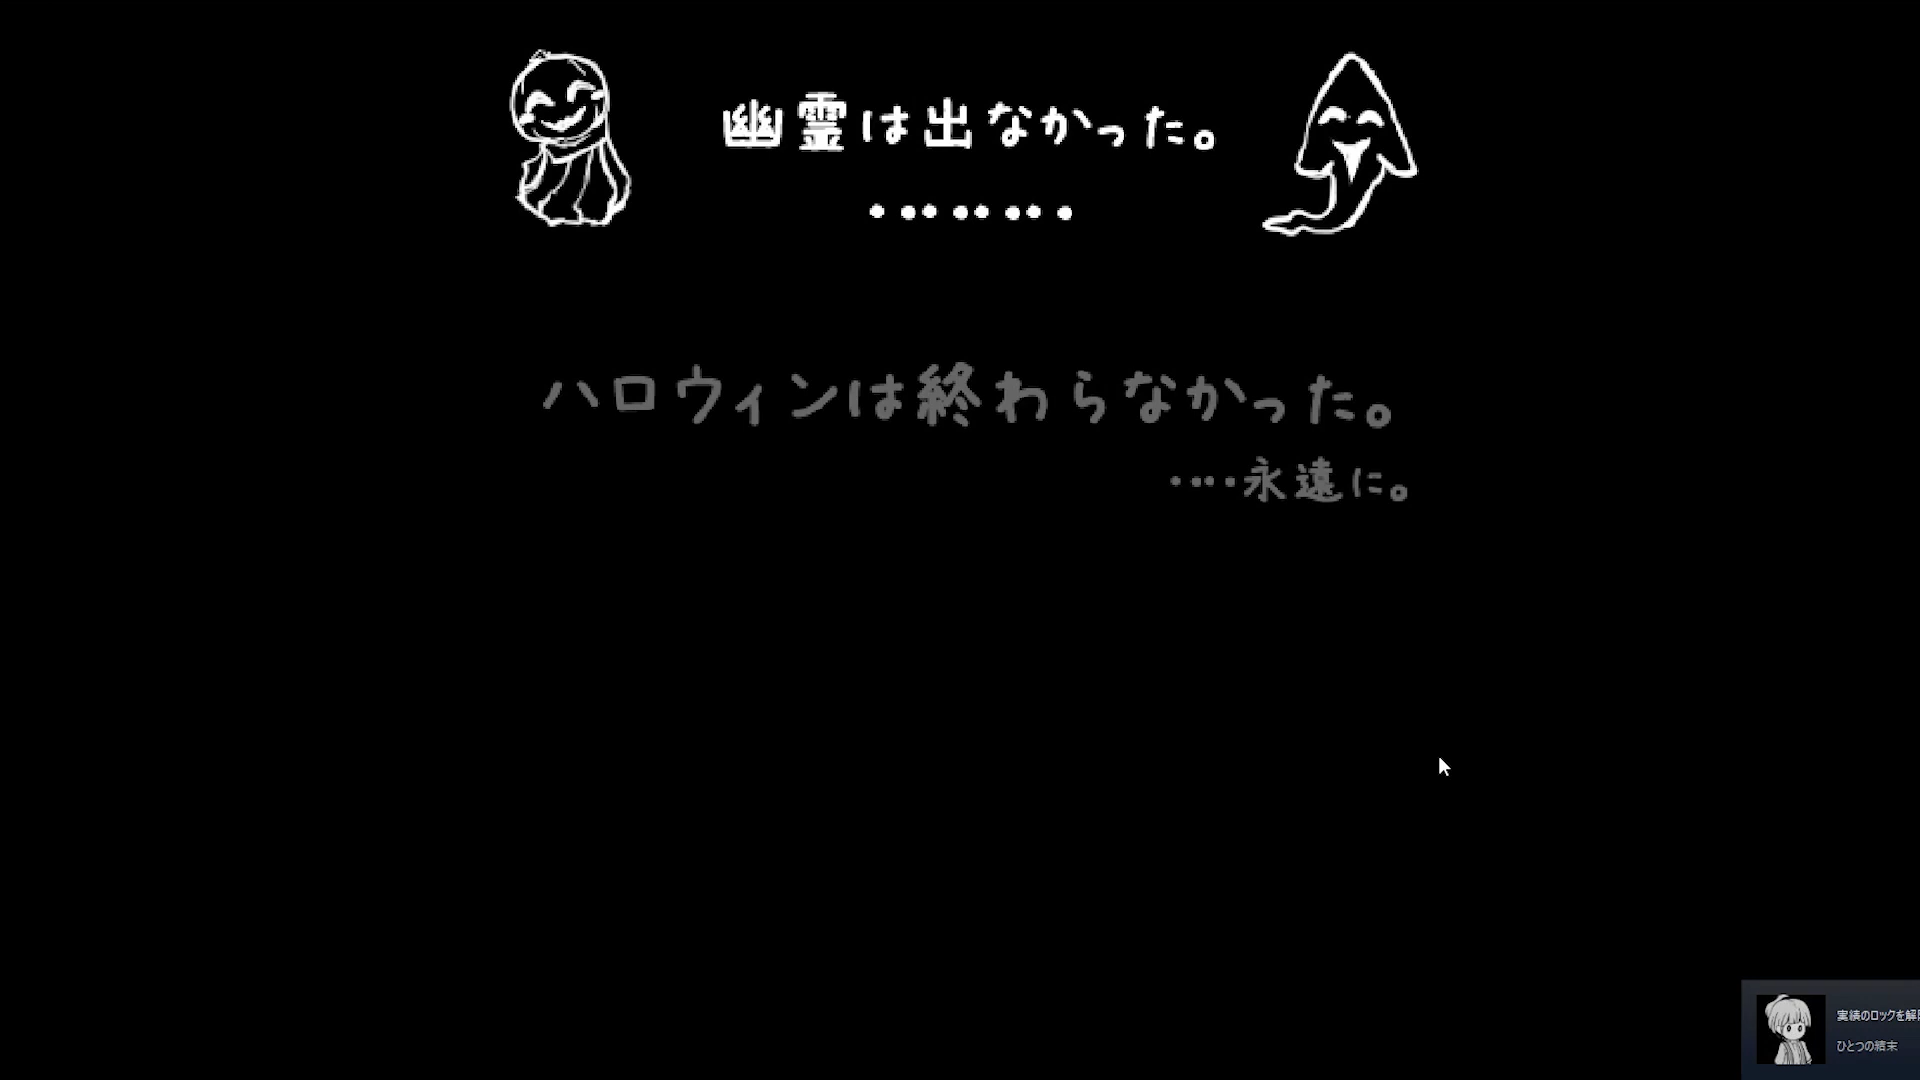 幽霊は出なかった。
・・・・・・・・
ハロウィンは終わらなかった。
・・・・永遠に。
実績のロックを解
ひとつの結末